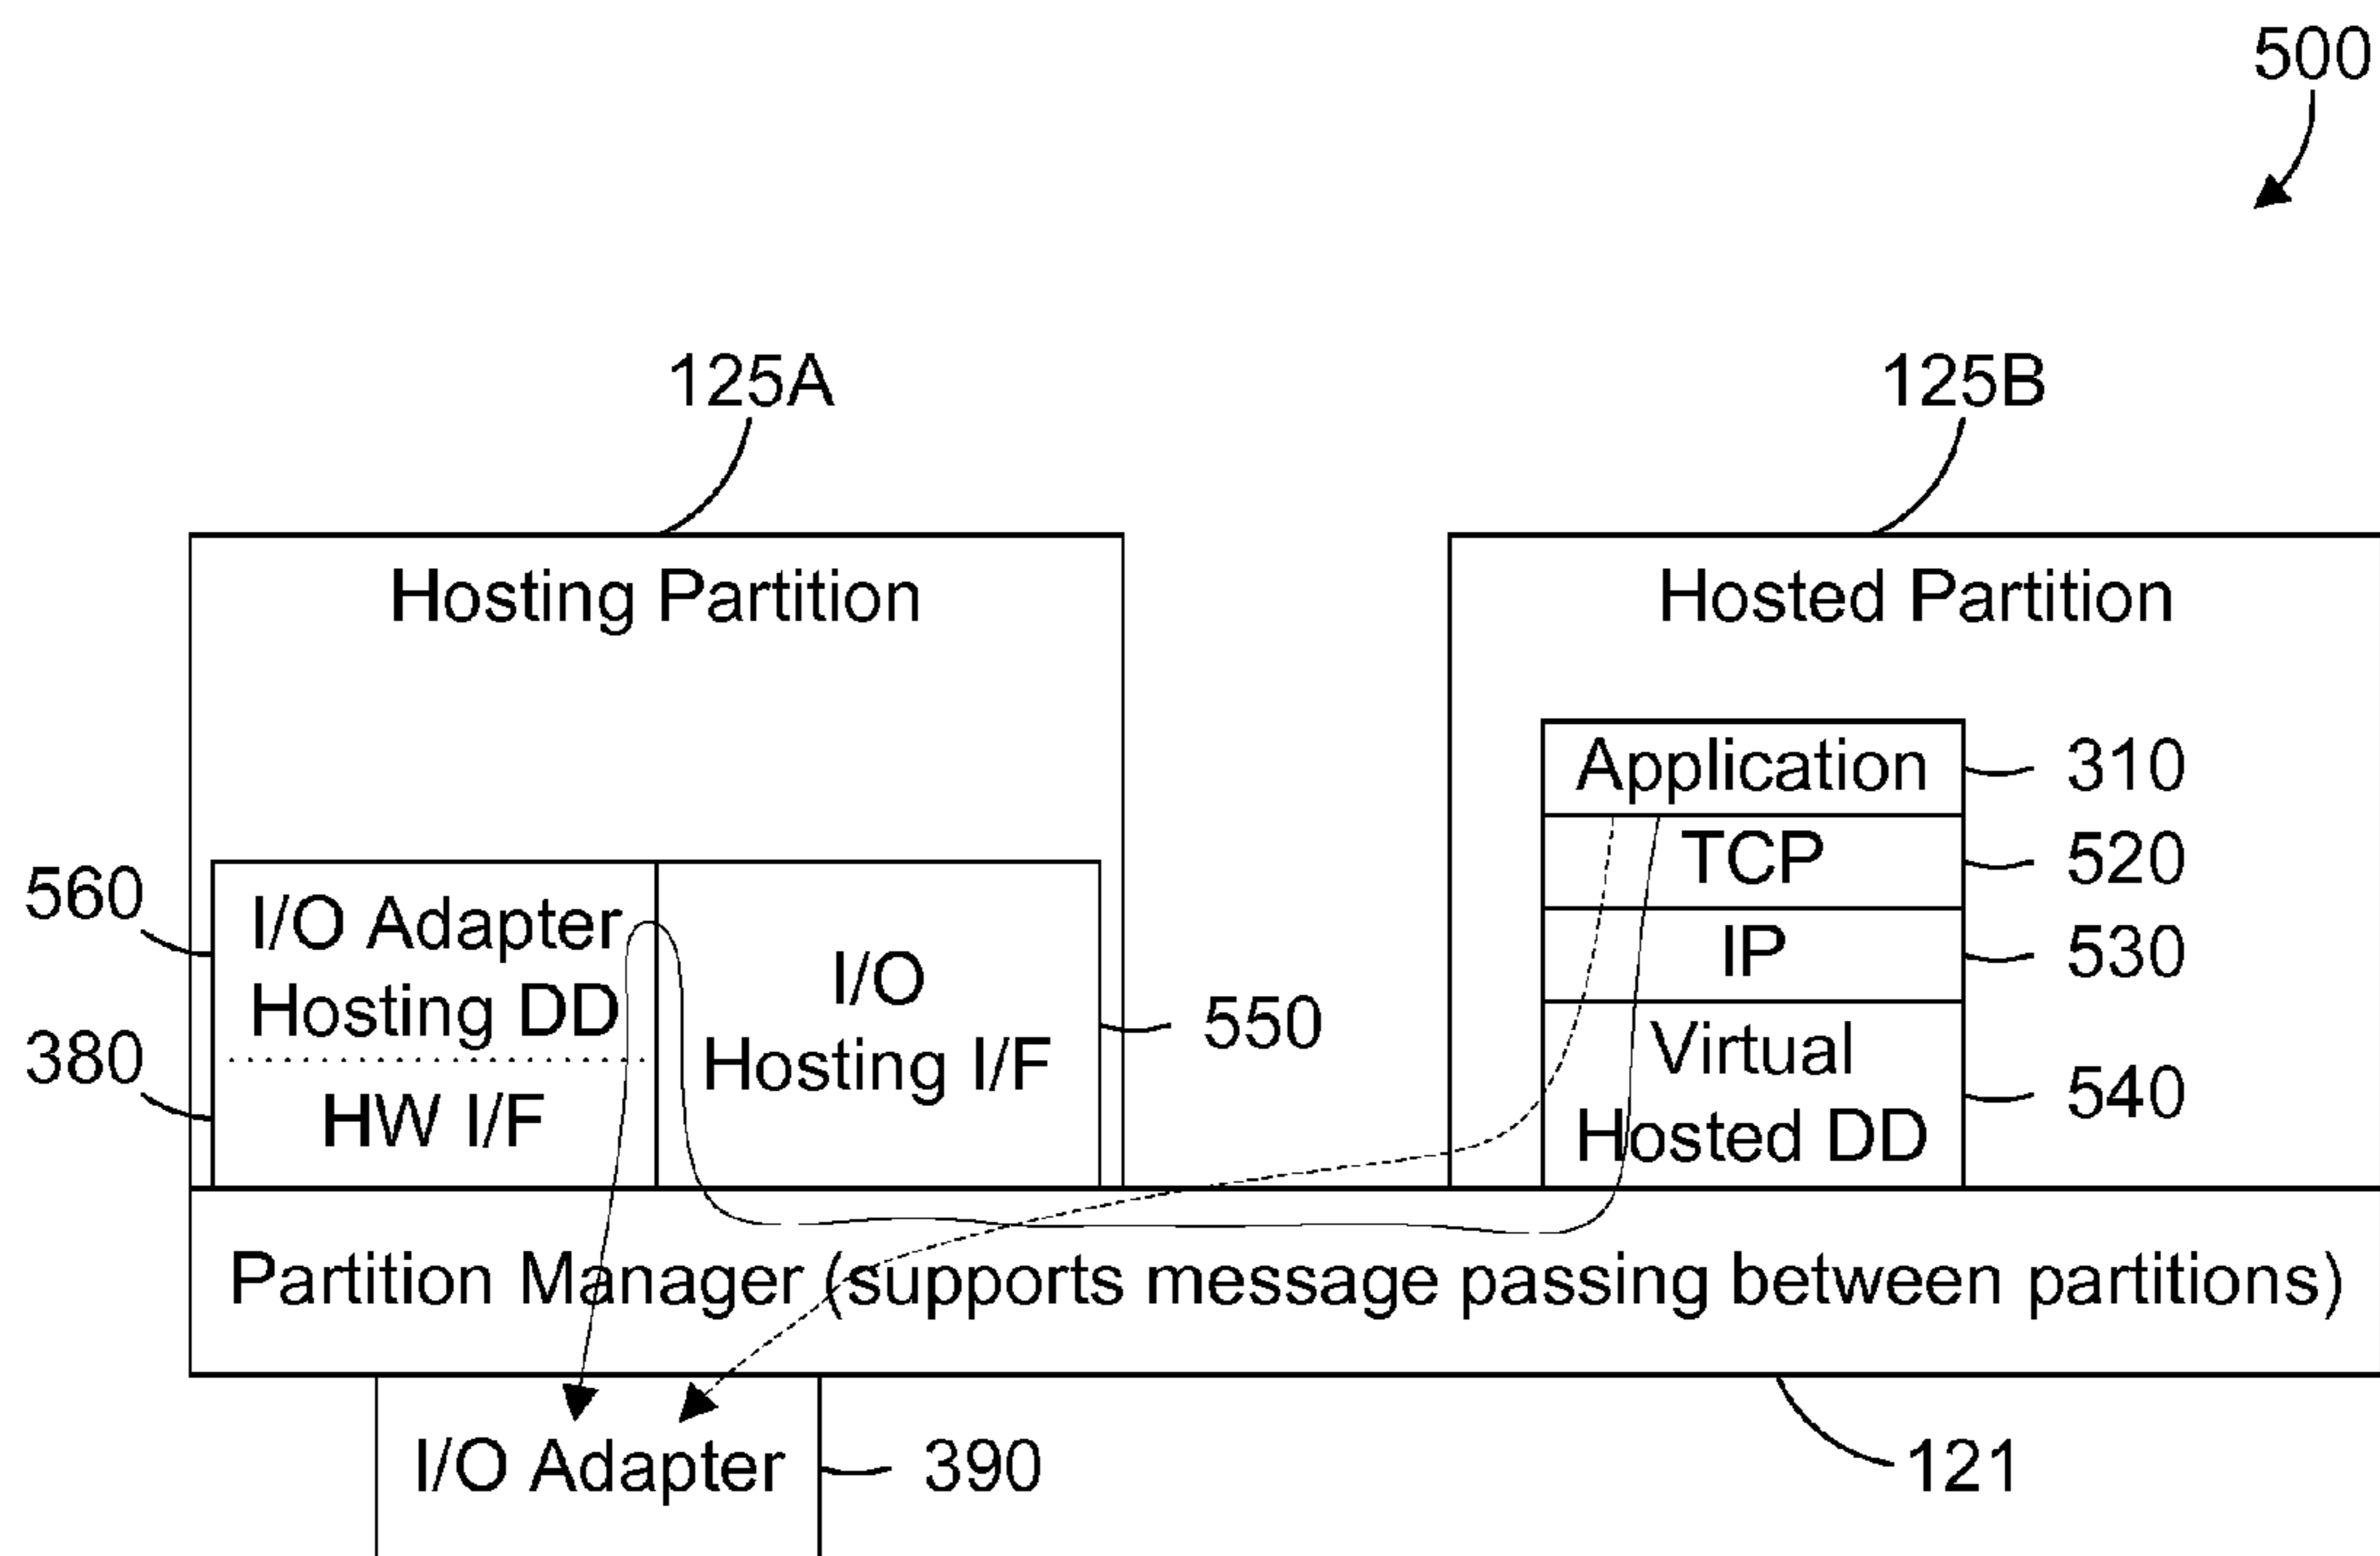 500
125A
125B
Hosting Partition
Hosted Partition
Application
310
TCP
520
IP
530
Virtual
Hosted DD
540
560
I/O Adapter
Hosting DD
380
HW I/F
I/O
Hosting I/F
550
Partition Manager (supports message passing between partitions)
I/O Adapter
390
121